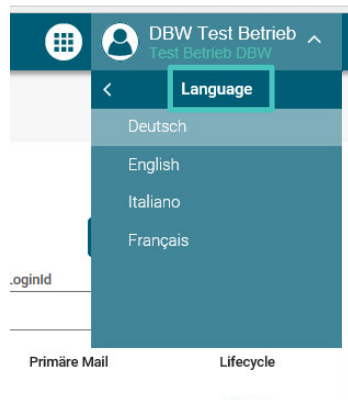 DBW Test Betrieb
Test Betrieb DBW
Language
Deutsch
English
Italiano
Français
LoginId
Primäre Mail Lifecycle